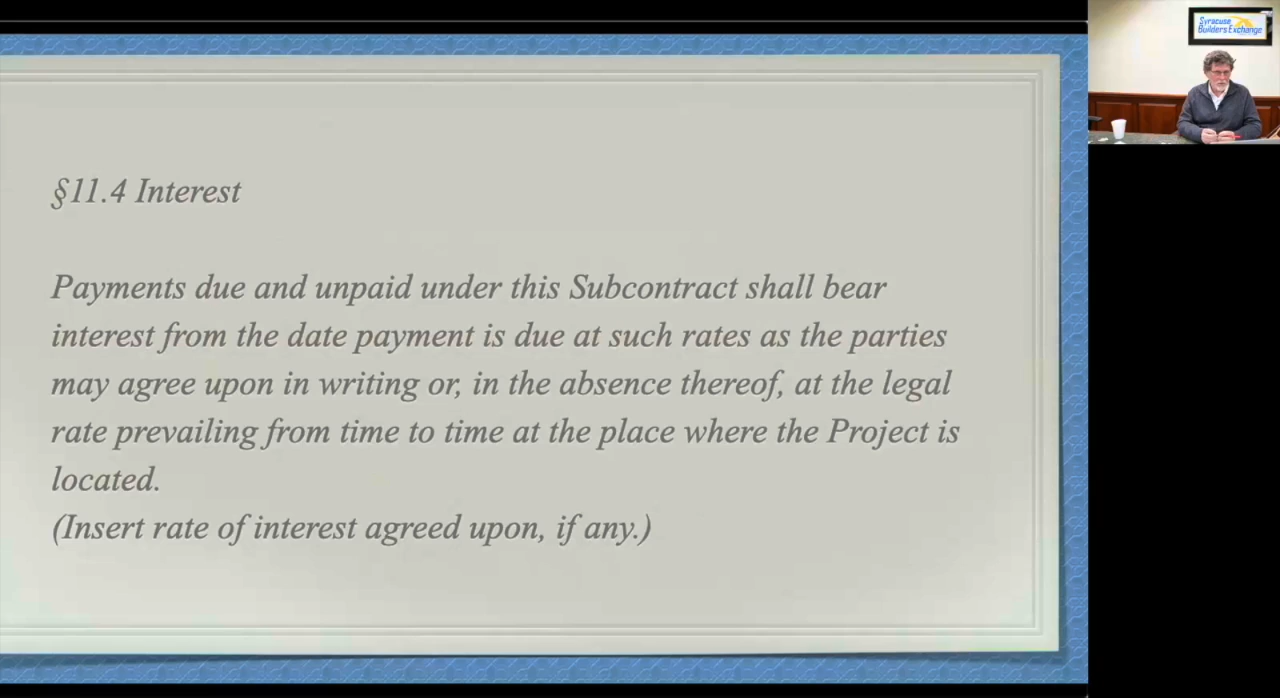 §11.4 Interest
Payments due and unpaid under this Subcontract shall bear
interest from the date payment is due at such rates as the parties
may agree upon in writing or, in the absence thereof, at the legal
rate prevailing from time to time at the place where the Project is
located.
(Insert rate of interest agreed upon, if any.)
Syracuse
Builders Exchange